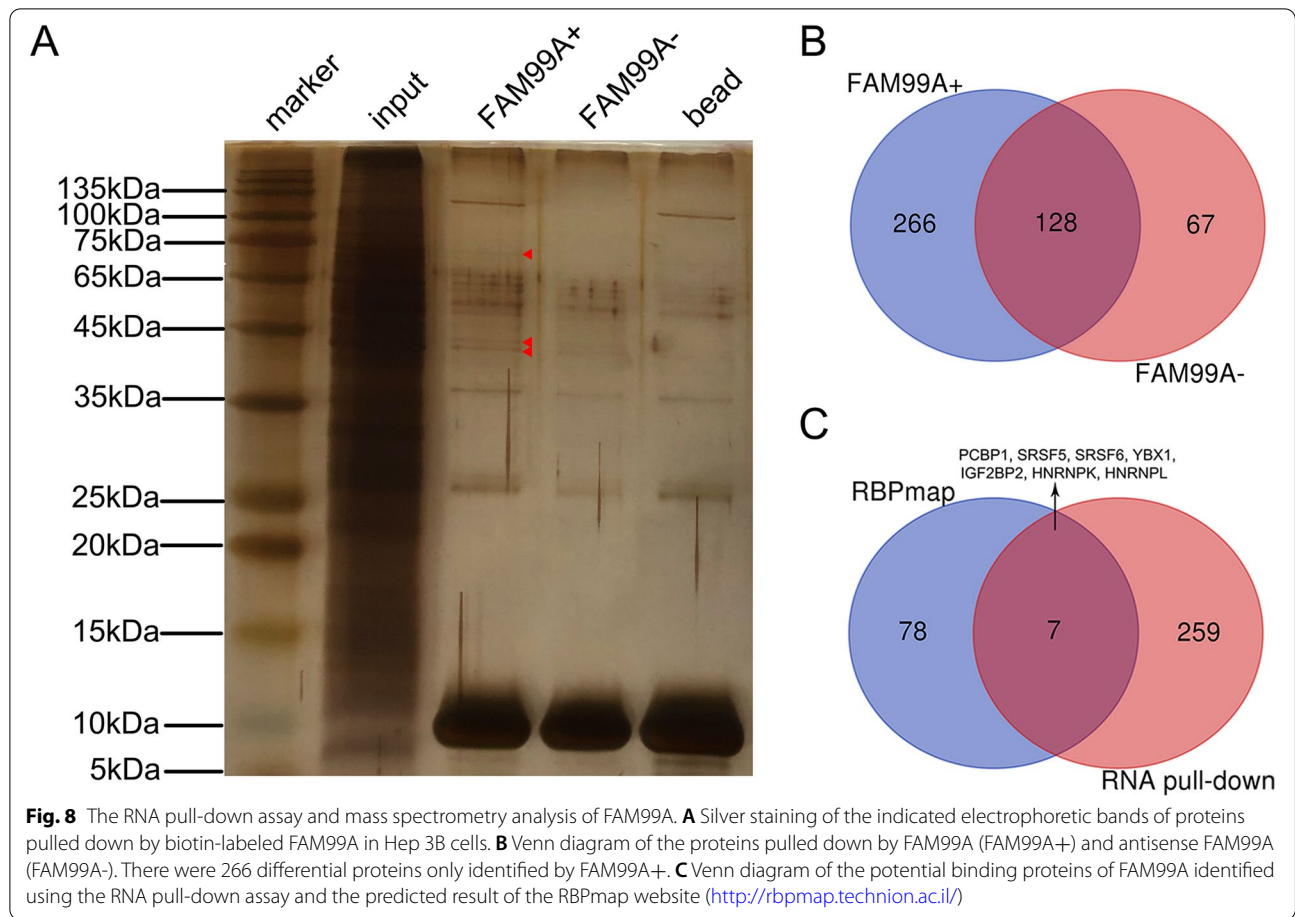 A
marker
input
FAM99A+
FAM99A-
bead
135kDa
100kDa
75kDa
65kDa
45kDa
35kDa
25kDa
20kDa
15kDa
10kDa
5kDa
B
FAM99A+
266
128
67
FAM99A-
C
PCBP1, SRSF5, SRSF6, YBX1,
IGF2BP2, HNRNPK, HNRNPL
RBPmap
78
7
259
RNA pull-down
Fig. 8 The RNA pull-down assay and mass spectrometry analysis of FAM99A. A Silver staining of the indicated electrophoretic bands of proteins
pulled down by biotin-labeled FAM99A in Hep 3B cells. B Venn diagram of the proteins pulled down by FAM99A (FAM99A+) and antisense FAM99A
(FAM99A-). There were 266 differential proteins only identified by FAM99A+. C Venn diagram of the potential binding proteins of FAM99A identified
using the RNA pull-down assay and the predicted result of the RBPmap website (http://rbpmap.technion.ac.il/)